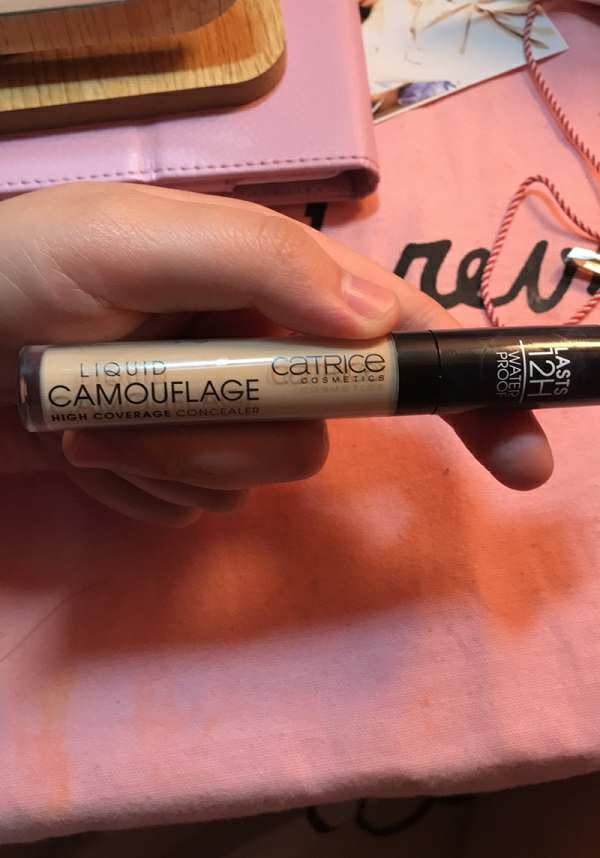 LIQUID
CAMOUFLAGE
HIGH COVERAGE CONCEALER
CATRICE
COSMETICS
LASTS
12H
WATER
PROOF